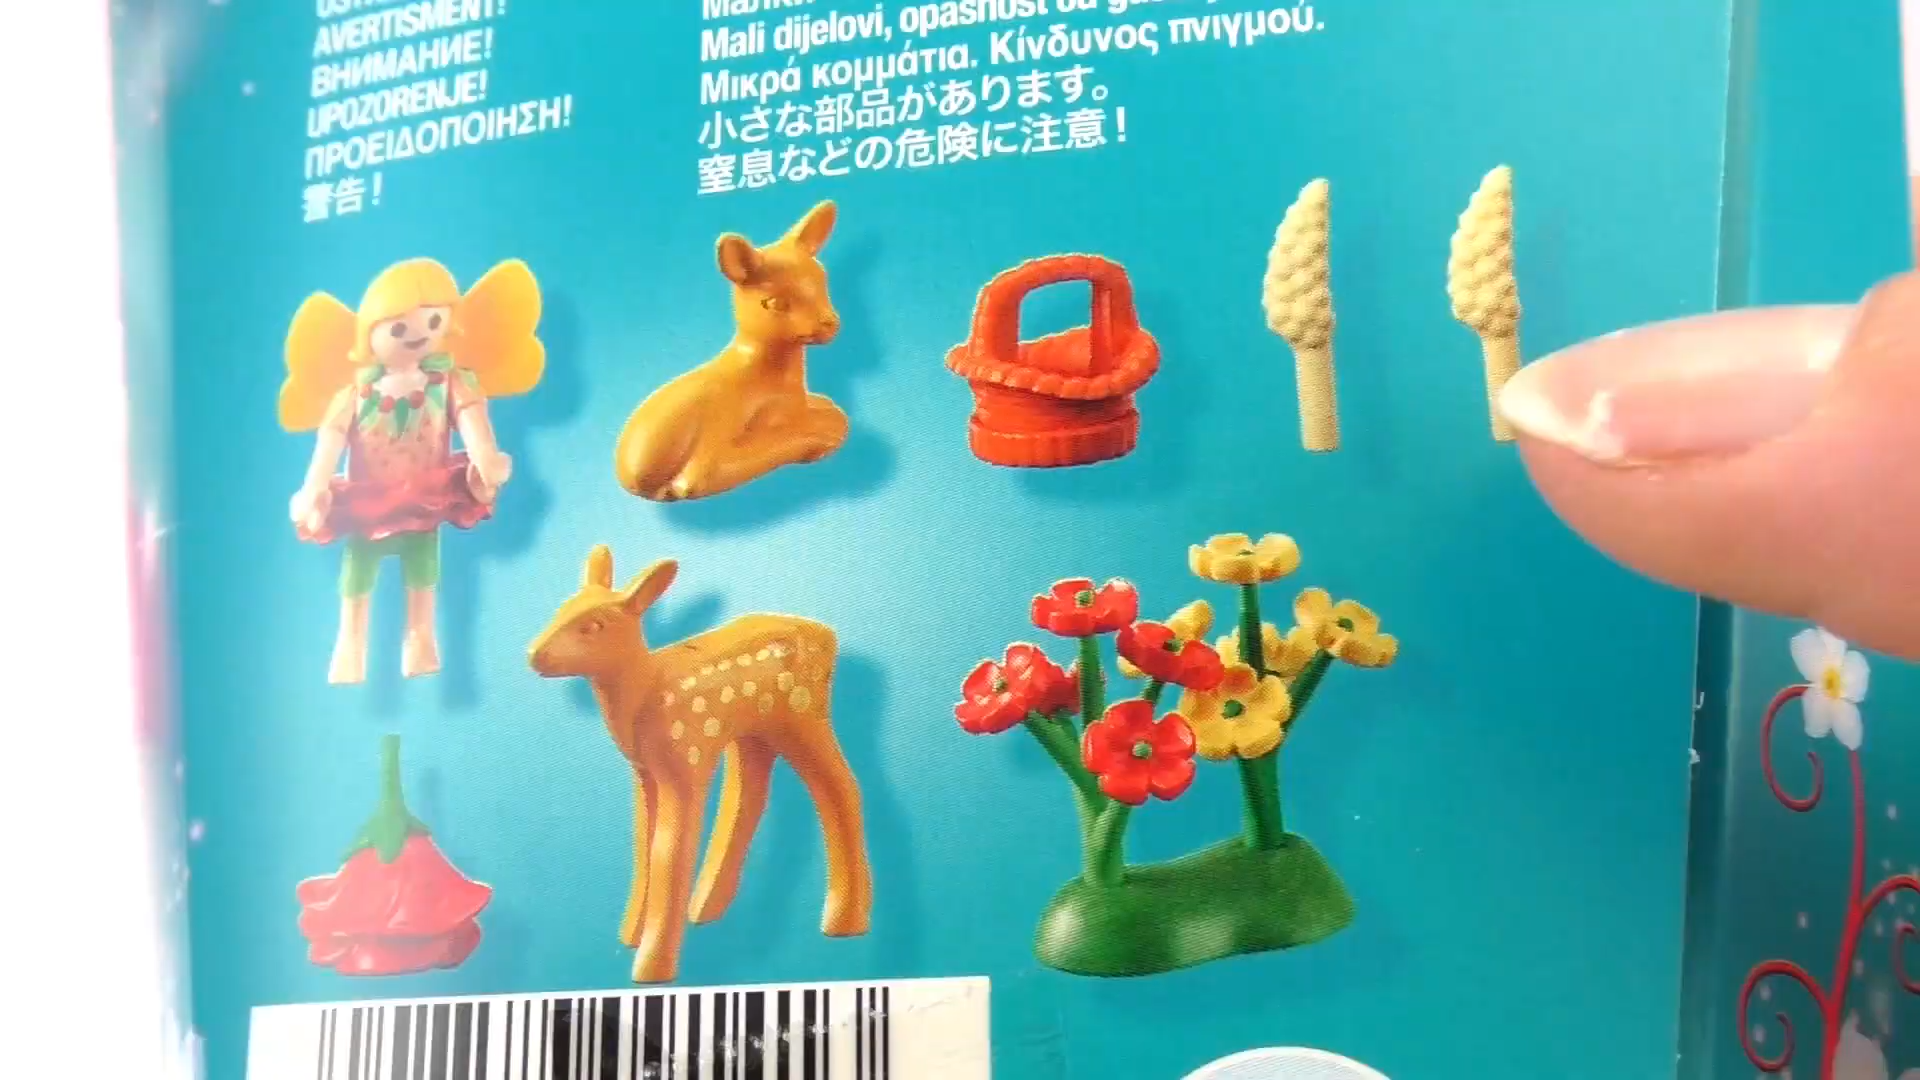 AVERTISMENT!
ВНИМАНИЕ!
UPOZORENJE!
ΠΡΟΕΙΔΟΠΟΙΗΣΗ!
警告!
Mali dijelovi, opasnost od
Μικρά κομμάτια. Κίνδυνος πνιγμού.
小さな部品があります。
窒息などの危険に注意!